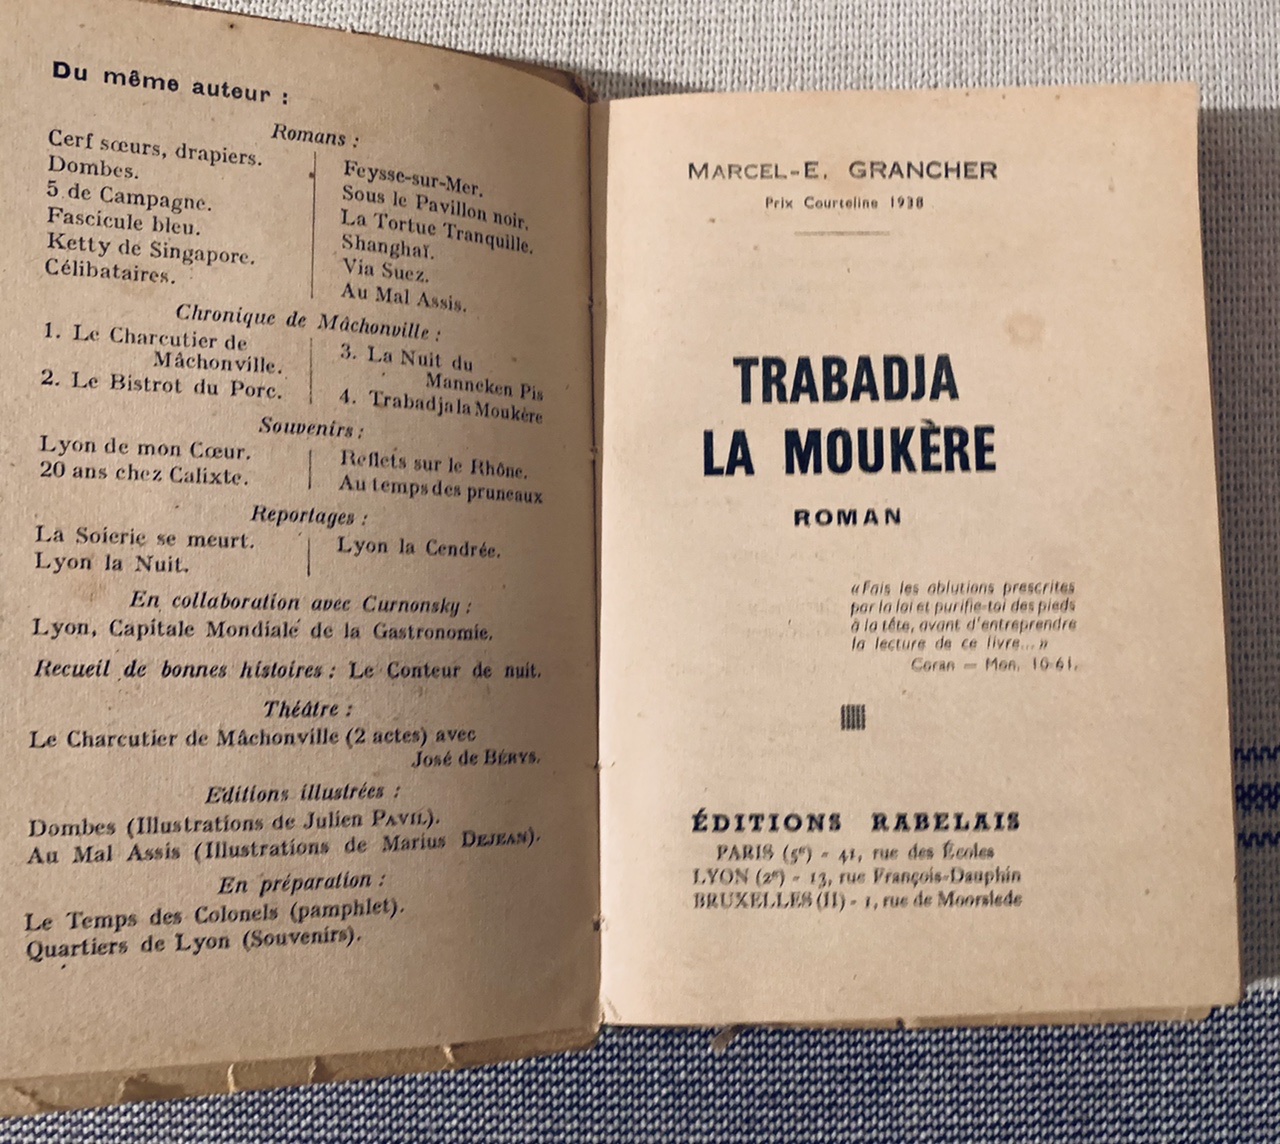 Du même auteur :
Romans :
Cerf sœurs, drapiers.
Dombes.
5 de Campagne.
Fascicule bleu.
Ketty de Singapore.
Célibataires.
Feysse-sur-Mer.
Sous le Pavillon noir.
La Tortue Tranquille.
Shanghaï.
Via Suez.
Au Mal Assis.
Chronique de Mâchonville :
1. Le Charcutier de
Mâchonville.
2. Le Bistrot du Porc.
3. La Nuit du
Manneken Pis
4. Trabadja la Moukère
Souvenirs :
Lyon de mon Cœur.
20 ans chez Calixte.
Reflets sur le Rhône.
Au temps des pruneaux
Reportages :
La Soierie se meurt.
Lyon la Nuit.
Lyon la Cendrée.
En collaboration avec Curnonsky :
Lyon, Capitale Mondiale de la Gastronomie.
Recueil de bonnes histoires : Le Conteur de nuit.
Théâtre :
Le Charcutier de Mâchonville (2 actes) avec
José de BÉRYS.
Editions illustrées :
Dombes (Illustrations de Julien PAVIL).
Au Mal Assis (Illustrations de Marius DEJEAN).
En préparation :
Le Temps des Colonels (pamphlet).
Quartiers de Lyon (Souvenirs).
MARCEL-E. GRANCHER
Prix Courteline 1938
TRABADJA
LA MOUKÈRE
ROMAN
« Fais les ablutions prescrites
par la loi et purifie-toi des pieds
à la tête, avant d'entreprendre
la lecture de ce livre... »
Coran — Mon. 10-61.
ÉDITIONS RABELAIS
PARIS (5e) - 41, rue des Écoles
LYON (2e) - 13, rue François-Dauphin
BRUXELLES (II) - 1, rue de Moorslede